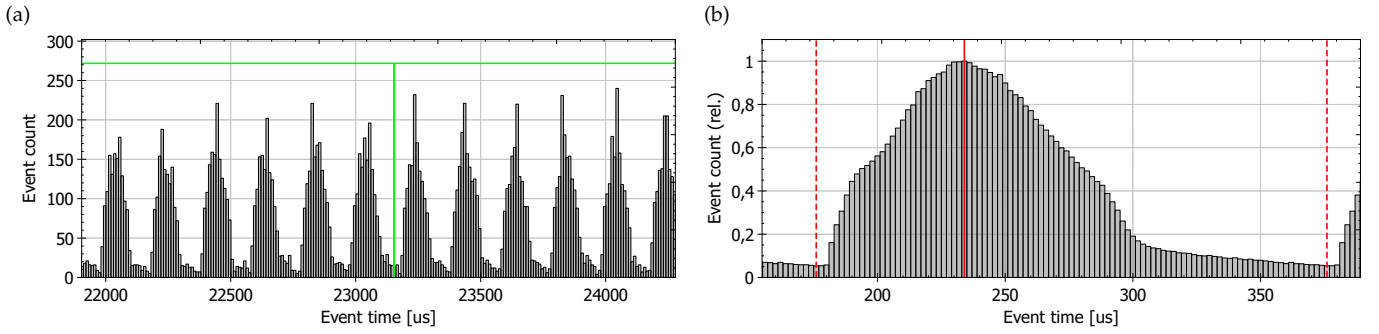 (a)
300
250
200
150
100
50
0
Event count
22000 22500 23000 23500 24000
Event time [us]
(b)
1
0,8
0,6
0,4
0,2
0
Event count (rel.)
200 250 300 350
Event time [us]